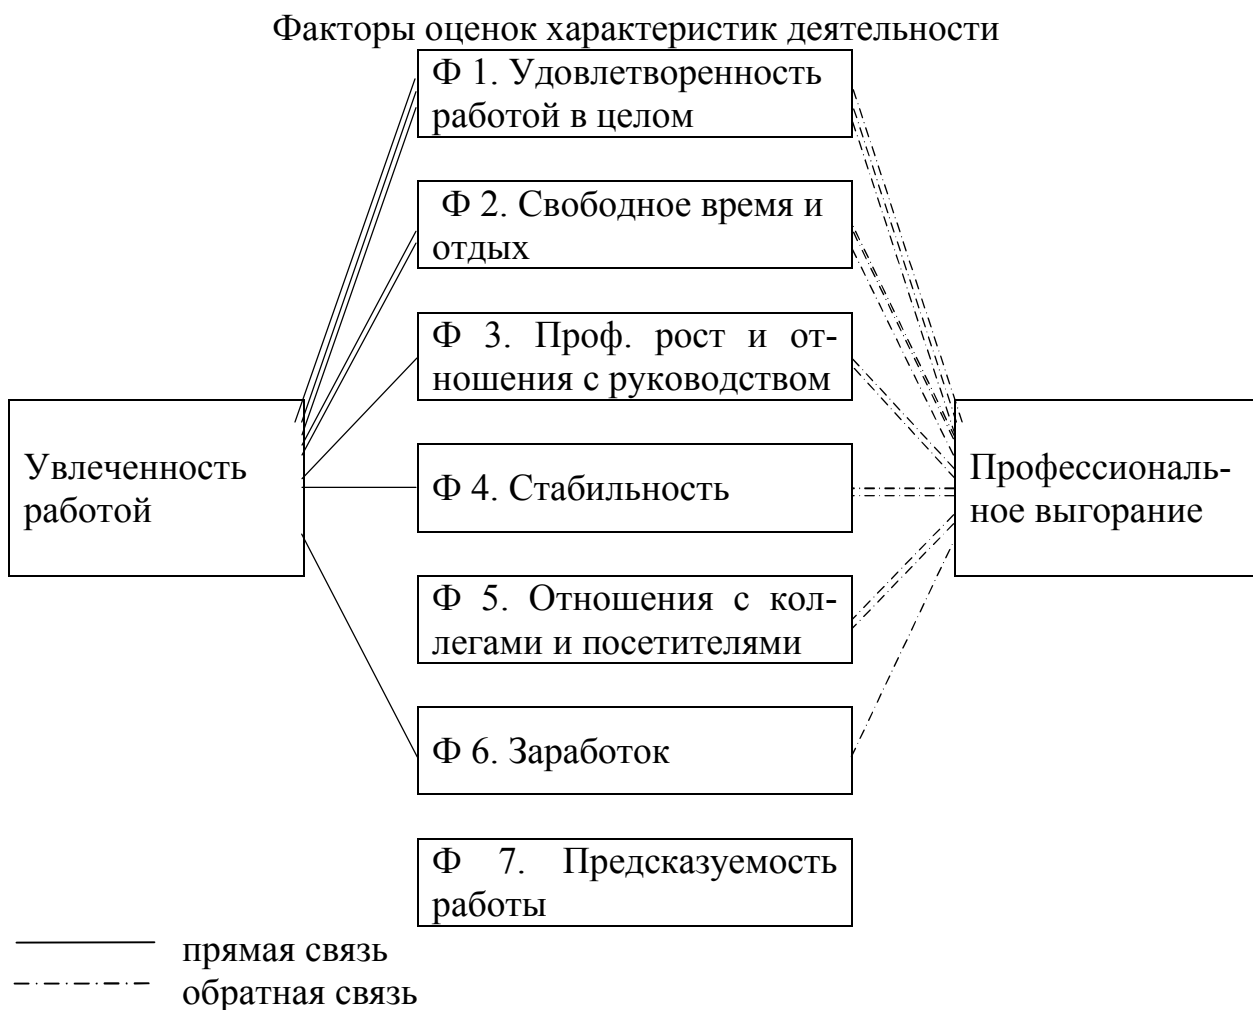 Факторы оценок характеристик деятельности
Ф 1. Удовлетворенность
работой в целом
Ф 2. Свободное время и
отдых
Ф 3. Проф. рост и от-
ношения с руководством
Увлеченность
работой
Ф 4. Стабильность
Профессиональ-
ное выгорание
Ф 5. Отношения с кол-
легами и посетителями
Ф 6. Заработок
Ф 7. Предсказуемость
работы
прямая связь
обратная связь